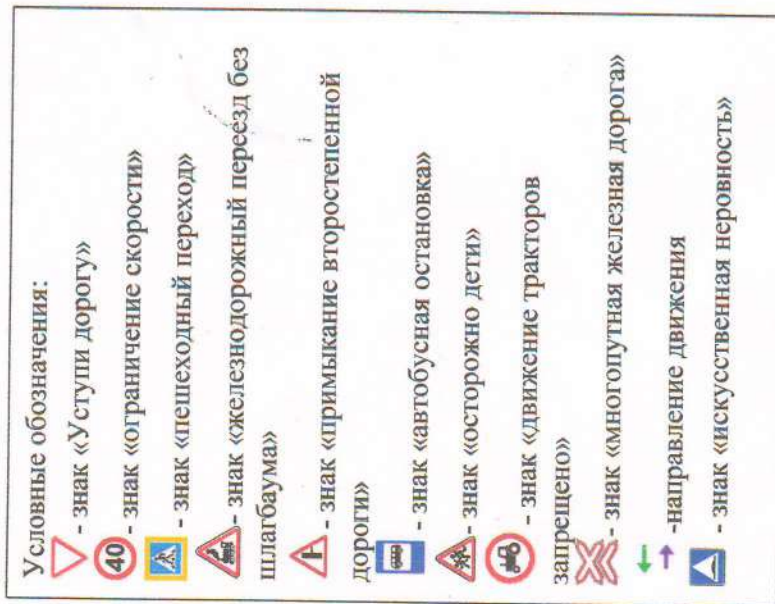 Условные обозначения:
- знак «Уступи дорогу»
40 - знак «ограничение скорости»
- знак «пешеходный переход»
- знак «железнодорожный переезд без
шлагбаума»
- знак «примыкание второстепенной
дороги»
- знак «автобусная остановка»
- знак «осторожно дети»
- знак «движение тракторов
запрещено»
- знак «многопутная железная дорога»
-направление движения
- знак «искусственная неровность»